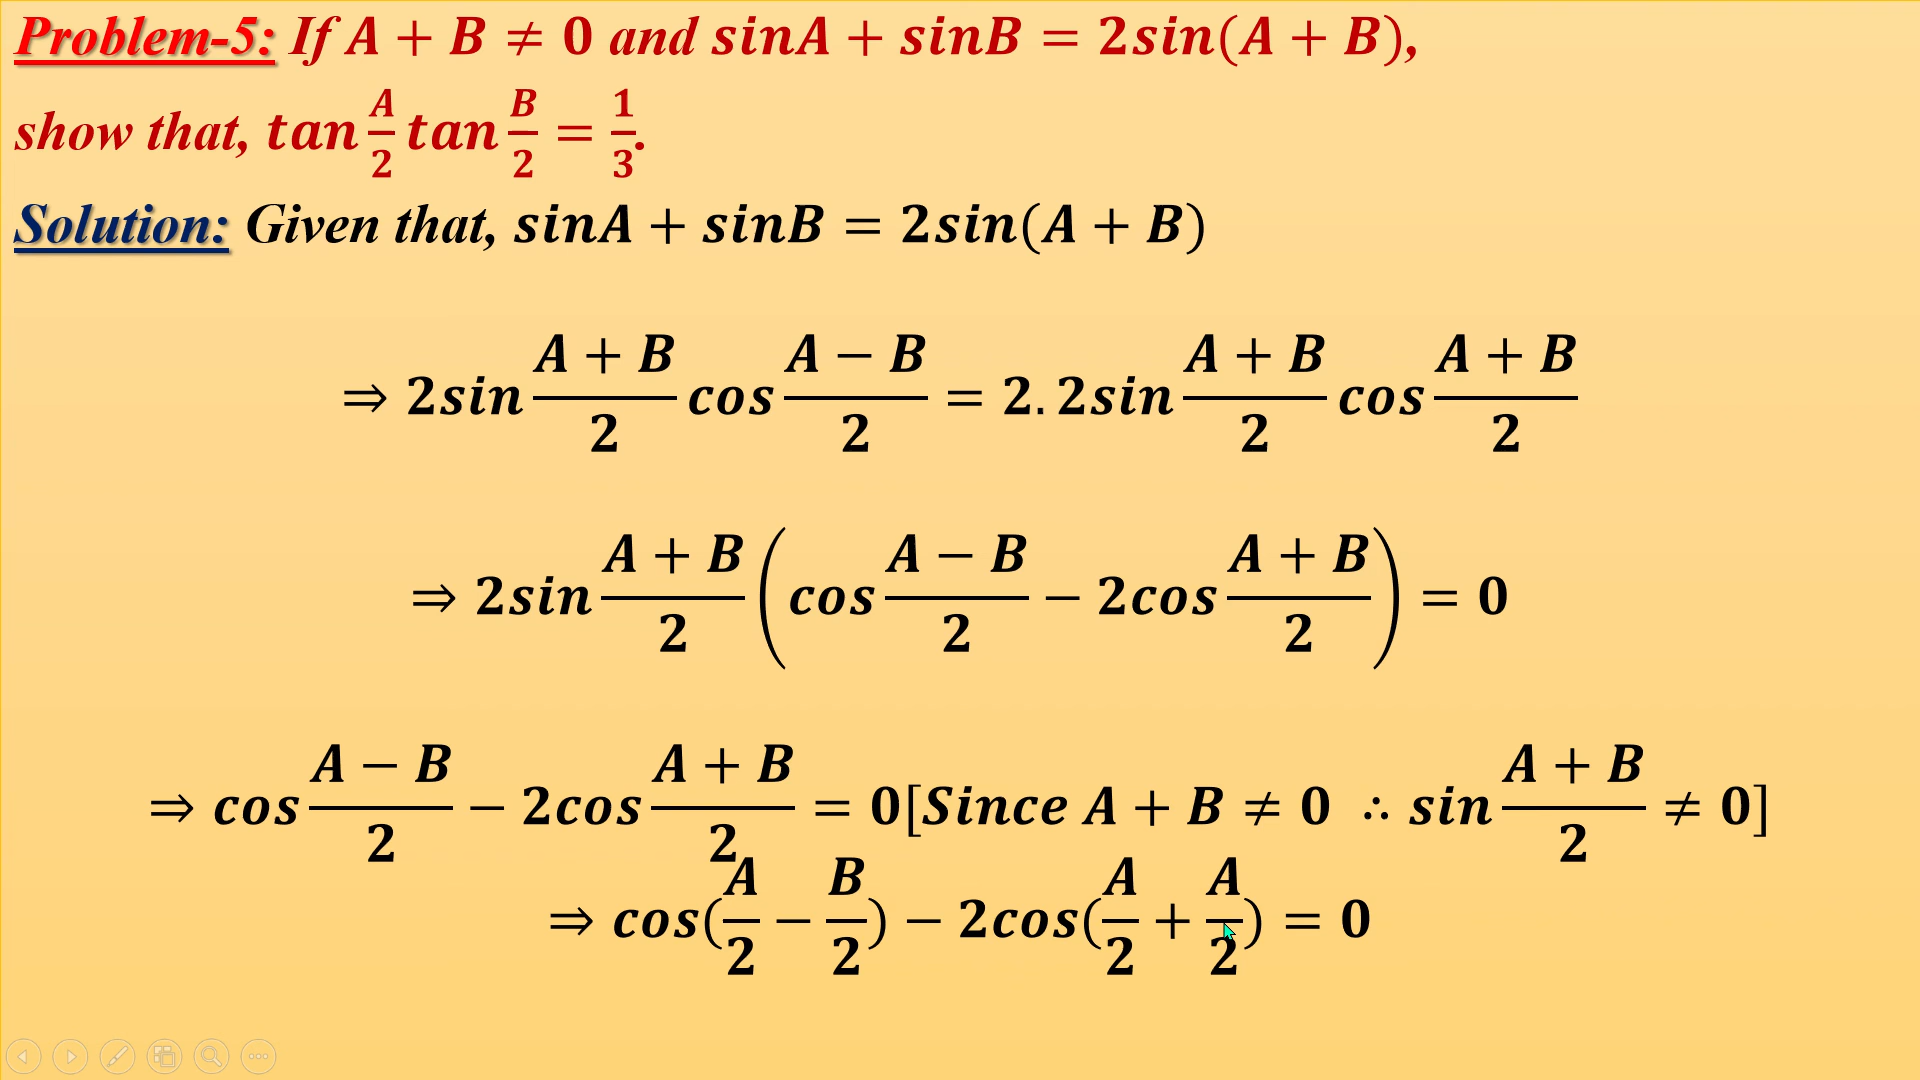 Problem-5: If A + B ≠ 0 and sinA + sinB = 2sin(A + B),
show that, tan A/2 tan B/2 = 1/3.
Solution: Given that, sinA + sinB = 2sin(A + B)
⇒ 2sin (A + B)/2 cos (A − B)/2 = 2.2sin (A + B)/2 cos (A + B)/2
⇒ 2sin (A + B)/2 (cos (A − B)/2 − 2cos (A + B)/2) = 0
⇒ cos (A − B)/2 − 2cos (A + B)/2 = 0[Since A + B ≠ 0 ∴ sin (A + B)/2 ≠ 0]
⇒ cos(A/2 − B/2) − 2cos(A/2 + A/2) = 0